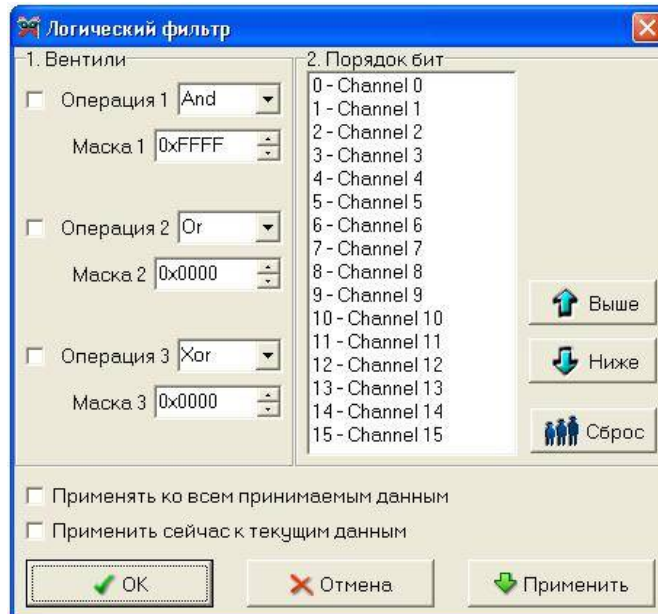 Логический фильтр
1. Вентили
Операция 1 And
Маска 1 0xFFFF
Операция 2 Or
Маска 2 0x0000
Операция 3 Xor
Маска 3 0x0000
2. Порядок бит
0 - Channel 0
1 - Channel 1
2 - Channel 2
3 - Channel 3
4 - Channel 4
5 - Channel 5
6 - Channel 6
7 - Channel 7
8 - Channel 8
9 - Channel 9
10 - Channel 10
11 - Channel 11
12 - Channel 12
13 - Channel 13
14 - Channel 14
15 - Channel 15
Выше
Ниже
Сброс
Применять ко всем принимаемым данным
Применить сейчас к текущим данным
OK
Отмена
Применить